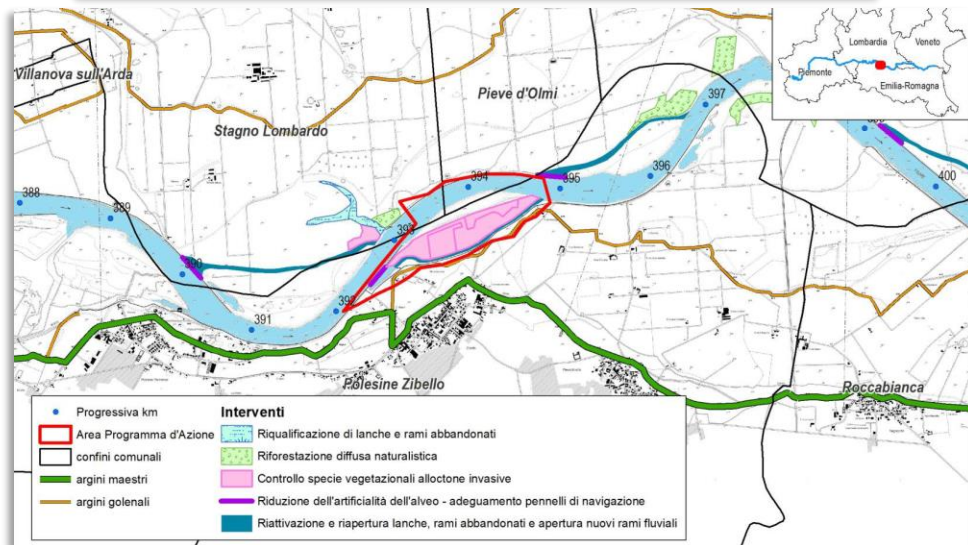 Lombardia
Veneto
Piemonte
Emilia-Romagna
Villanova sull'Arda
Pieve d'Olmi
Stagno Lombardo
397
388
389
394
395
396
400
393
390
392
391
Polesine Zibello
Roccabianca
Progressiva km
Area Programma d'Azione
confini comunali
argini maestri
argini golenali
Interventi
Riqualificazione di lanche e rami abbandonati
Riforestazione diffusa naturalistica
Controllo specie vegetazionali alloctone invasive
Riduzione dell'artificialità dell'alveo - adeguamento pennelli di navigazione
Riattivazione e riapertura lanche, rami abbandonati e apertura nuovi rami fluviali